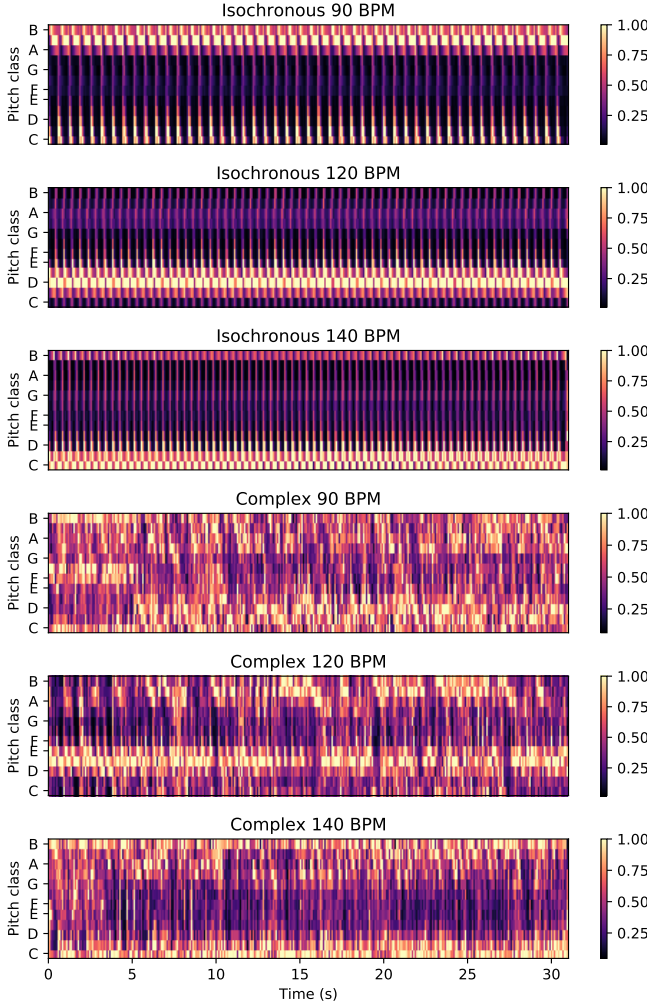 Isochronous 90 BPM
Pitch class
B
A
G
F
E
D
C
1.00
0.75
0.50
0.25
Isochronous 120 BPM
Pitch class
B
A
G
F
E
D
C
1.00
0.75
0.50
0.25
Isochronous 140 BPM
Pitch class
B
A
G
F
E
D
C
1.00
0.75
0.50
0.25
Complex 90 BPM
Pitch class
B
A
G
F
E
D
C
1.00
0.75
0.50
0.25
Complex 120 BPM
Pitch class
B
A
G
F
E
D
C
1.00
0.75
0.50
0.25
Complex 140 BPM
Pitch class
B
A
G
F
E
D
C
1.00
0.75
0.50
0.25
0 5 10 15 20 25 30
Time (s)